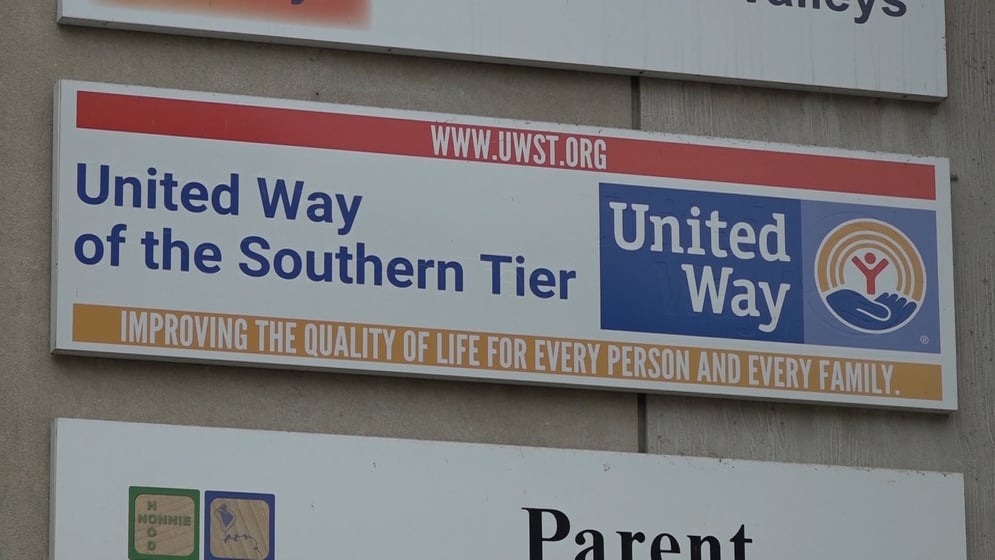 Valleys
WWW.UWST.ORG
United Way
of the Southern Tier
United
Way
®
IMPROVING THE QUALITY OF LIFE FOR EVERY PERSON AND EVERY FAMILY.
H
NONNIE
O
D
Parent